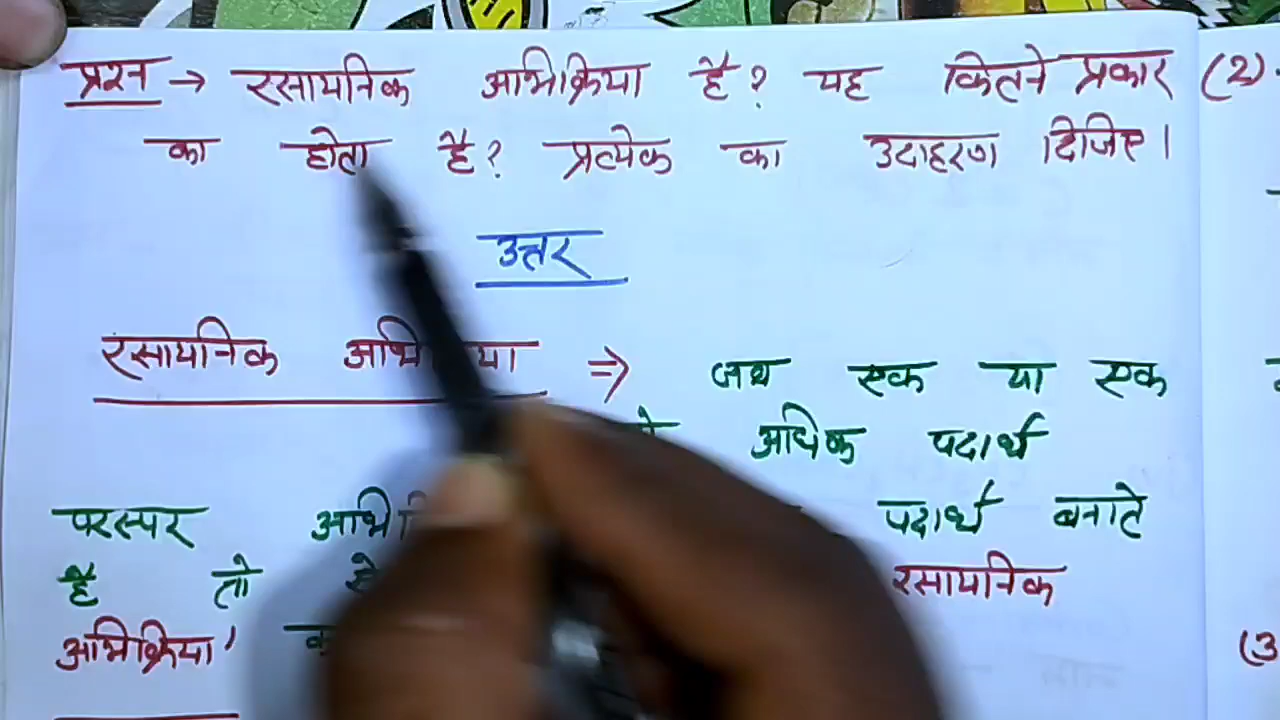 प्रश्न → रसायनिक अभिक्रिया है? यह कितने प्रकार
का होता है? प्रत्येक का उदाहरण दिजिए।
उत्तर
रसायनिक ⇒ जब एक या एक
अधिक पदार्थ
परस्पर पदार्थ बनाते
है तो रसायनिक
अभिक्रिया'
(2)
(3